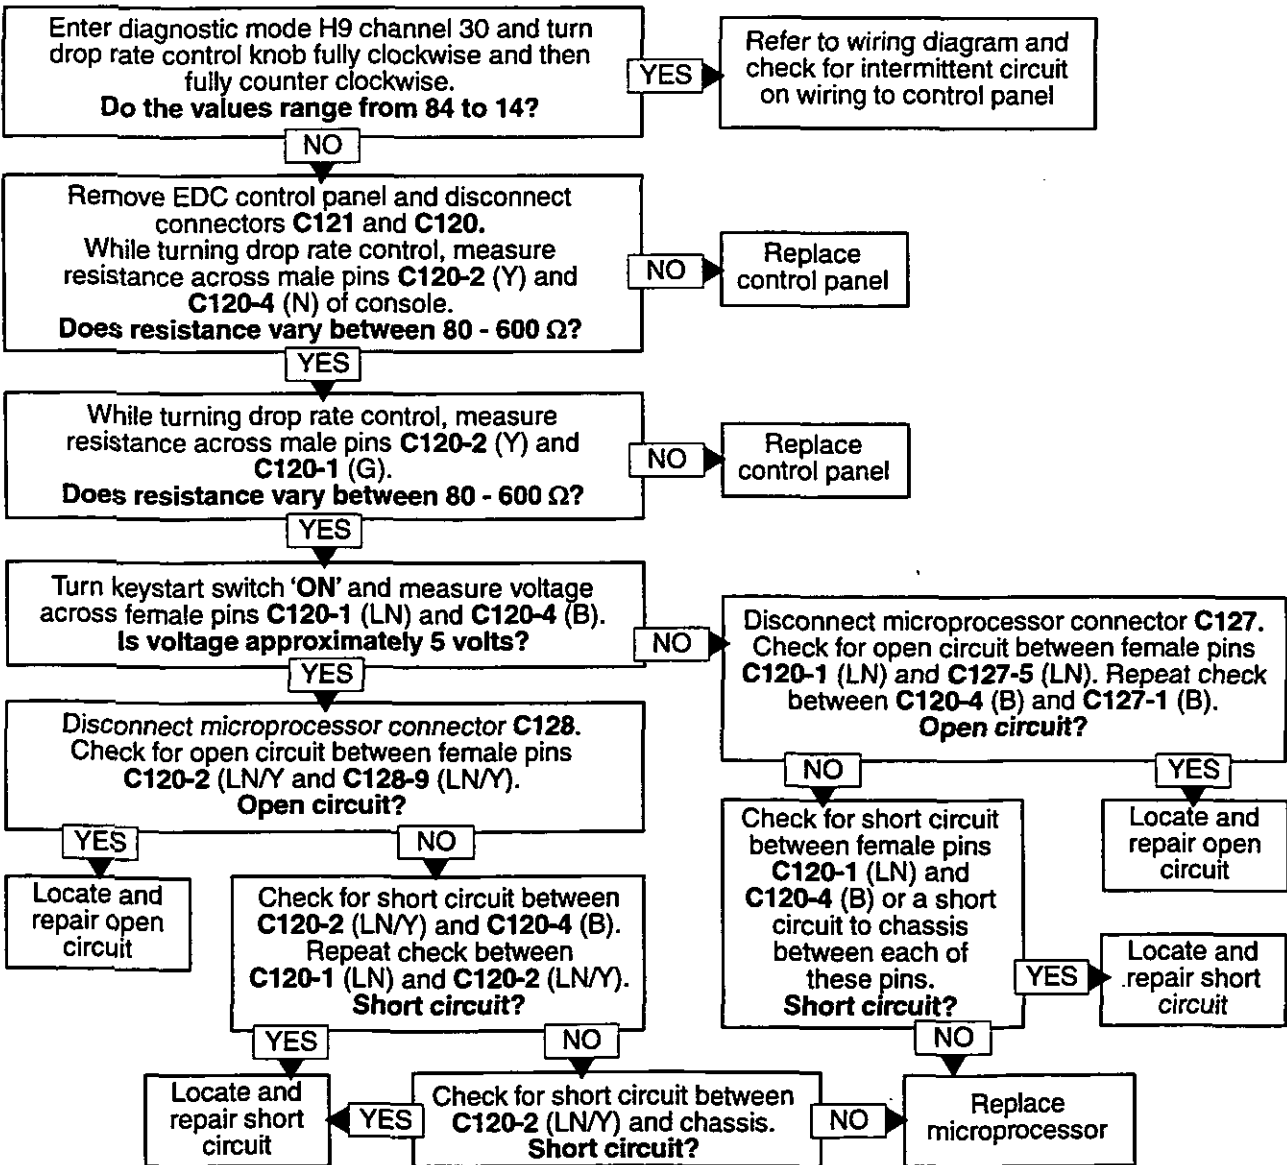 Enter diagnostic mode H9 channel 30 and turn
drop rate control knob fully clockwise and then
fully counter clockwise.
Do the values range from 84 to 14?
YES
Refer to wiring diagram and
check for intermittent circuit
on wiring to control panel
NO
Remove EDC control panel and disconnect
connectors C121 and C120.
While turning drop rate control, measure
resistance across male pins C120-2 (Y) and
C120-4 (N) of console.
Does resistance vary between 80 - 600 Ω?
NO
Replace
control panel
YES
While turning drop rate control, measure
resistance across male pins C120-2 (Y) and
C120-1 (G).
Does resistance vary between 80 - 600 Ω?
NO
Replace
control panel
YES
Turn keystart switch 'ON' and measure voltage
across female pins C120-1 (LN) and C120-4 (B).
Is voltage approximately 5 volts?
NO
Disconnect microprocessor connector C127.
Check for open circuit between female pins
C120-1 (LN) and C127-5 (LN). Repeat check
between C120-4 (B) and C127-1 (B).
Open circuit?
YES
Disconnect microprocessor connector C128.
Check for open circuit between female pins
C120-2 (LN/Y and C128-9 (LN/Y).
Open circuit?
NO
YES
Check for short circuit
between female pins
C120-1 (LN) and
C120-4 (B) or a short
circuit to chassis
between each of
these pins.
Short circuit?
Locate and
repair open
circuit
YES
NO
Locate and
repair open
circuit
Check for short circuit between
C120-2 (LN/Y) and C120-4 (B).
Repeat check between
C120-1 (LN) and C120-2 (LN/Y).
Short circuit?
YES
Locate and
repair short
circuit
YES
NO
NO
Locate and
repair short
circuit
YES
Check for short circuit between
C120-2 (LN/Y) and chassis.
Short circuit?
NO
Replace
microprocessor